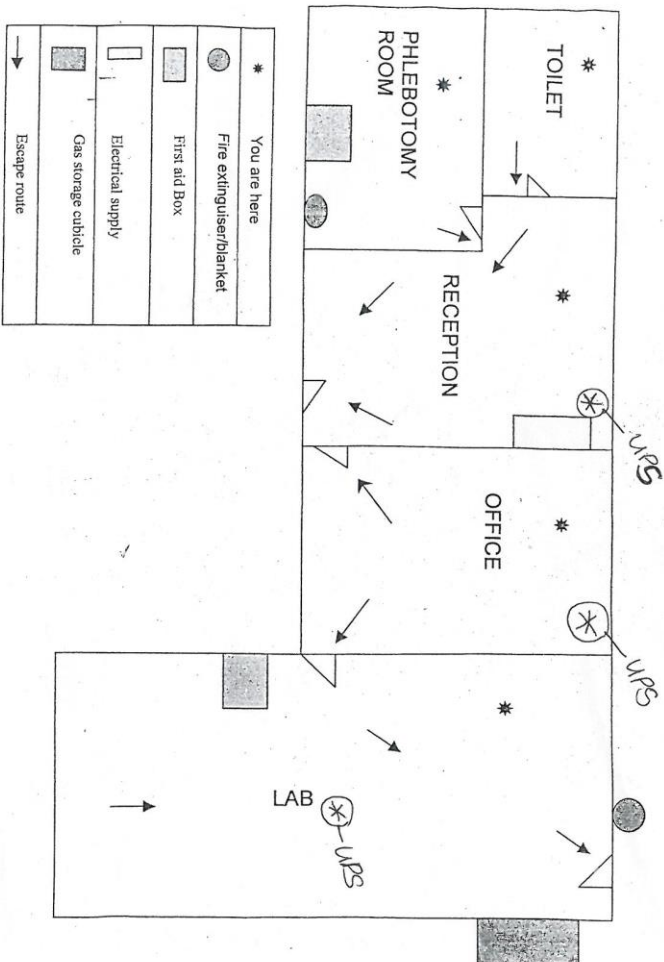 TOILET
PHLEBOTOMY
ROOM
RECEPTION
UPS
OFFICE
UPS
LAB
UPS
You are here
Fire extinguiser/blanket
First aid Box
Electrical supply
Gas storage cubicle
Escape route